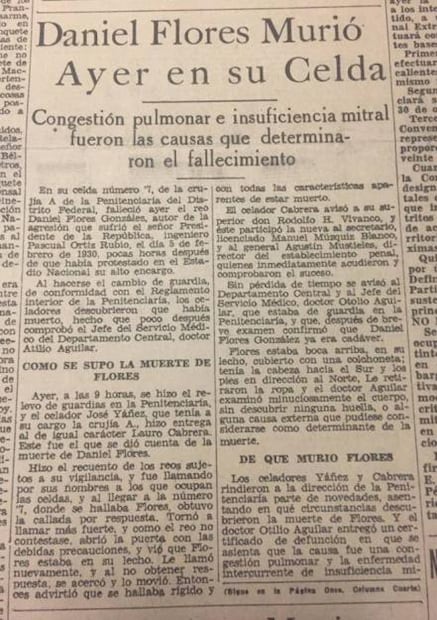 Daniel Flores Murió
Ayer en su Celda
Congestión pulmonar e insuficiencia mitral
fueron las causas que determina-
ron el fallecimiento
En su celda número 7, de la cru-
jía A de la Penitenciaría del Dis-
trito Federal, falleció ayer el reo
Daniel Flores González, autor de la
agresión que sufrió el señor Presi-
dente de la República, ingeniero
Pascual Ortiz Rubio, el día 5 de fe-
brero de 1930, pocas horas después
de que había protestado en el Esta-
dio Nacional su alto encargo.
Al hacerse el cambio de guardia,
de conformidad con el Reglamento
Interior de la Penitenciaría, los ce-
ladores descubrieron que había
muerto, hecho que poco después
comprobó el Jefe del Servicio Médi-
co del Departamento Central, doctor
Atilio Aguilar.
COMO SE SUPO LA MUERTE DE
FLORES
Ayer, a las 9 horas, se hizo el re-
levo de guardias en la Penitenciaría,
y el celador José Yáñez, que tenía a
su cargo la crujía A., hizo entrega
al de igual carácter Lauro Cabrera.
Este fue el que se dió cuenta de la
muerte de Daniel Flores.
Hizo el recuento de los reos suje-
tos a su vigilancia, y fue llamando
por sus nombres a los que ocupan
las celdas, y al llegar a la número
7, donde se hallaba Flores, obtuvo
la callada por respuesta. Tornó a
llamar más fuerte, y como el reo no
contestase, abrió la puerta con las
debidas precauciones, y vió que Flo-
res estaba en su lecho. Le llamó
nuevamente, y al no obtener res-
puesta, se acercó y lo movió. Enton-
ces advirtió que se hallaba rígido y
con todas las características apa-
rentes de estar muerto.
El celador Cabrera avisó a su su-
perior don Rodolfo H. Vivanco, y
éste participó la nueva al secretario,
licenciado Manuel Múzquiz Blanco,
y al general Agustín Mustieles, di-
rector del establecimiento penal,
quienes inmediatamente acudieron y
comprobaron el suceso.
Sin pérdida de tiempo se avisó al
Departamento Central y al Jefe del
Servicio Médico, doctor Otolio Agui-
lar, que estaba de guardia en la
Penitenciaría, y que, después de bre-
ve examen confirmó que Daniel
Flores González ya era cadáver.
Flores estaba boca arriba, en su
lecho, cubierto con una colchoneta;
tenía la cabeza hacia el Sur y los
pies en dirección al Norte. Le reti-
raron la ropa y el doctor Aguilar
examinó minuciosamente el cuerpo,
sin descubrir ninguna huella, o al-
guna causa externa que pudiese con-
siderarse como determinante de la
muerte.
DE QUE MURIO FLORES
Los celadores Yáñez y Cabrera
rindieron a la dirección de la Peni-
tenciaría parte de novedades, asen-
tando en qué circunstancias descu-
brieron la muerte de Flores. Y el
doctor Otilio Aguilar entregó un cer-
tificado de defunción en que se
asienta que la causa fue una con-
gestión pulmonar y la enfermedad
intercurrente de insuficiencia mi-
(Sigue en la Página Once, Columna Cuarta)